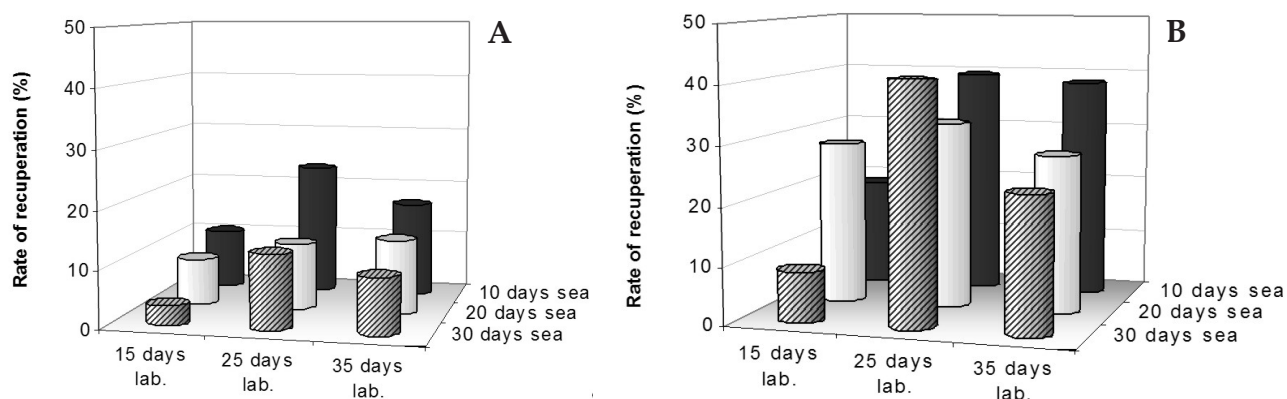 A
Rate of recuperation (%)
50
40
30
20
10
0
15 days
lab.
25 days
lab.
35 days
lab.
10 days sea
20 days sea
30 days sea
B
Rate of recuperation (%)
50
40
30
20
10
0
15 days
lab.
25 days
lab.
35 days
lab.
10 days sea
20 days sea
30 days sea